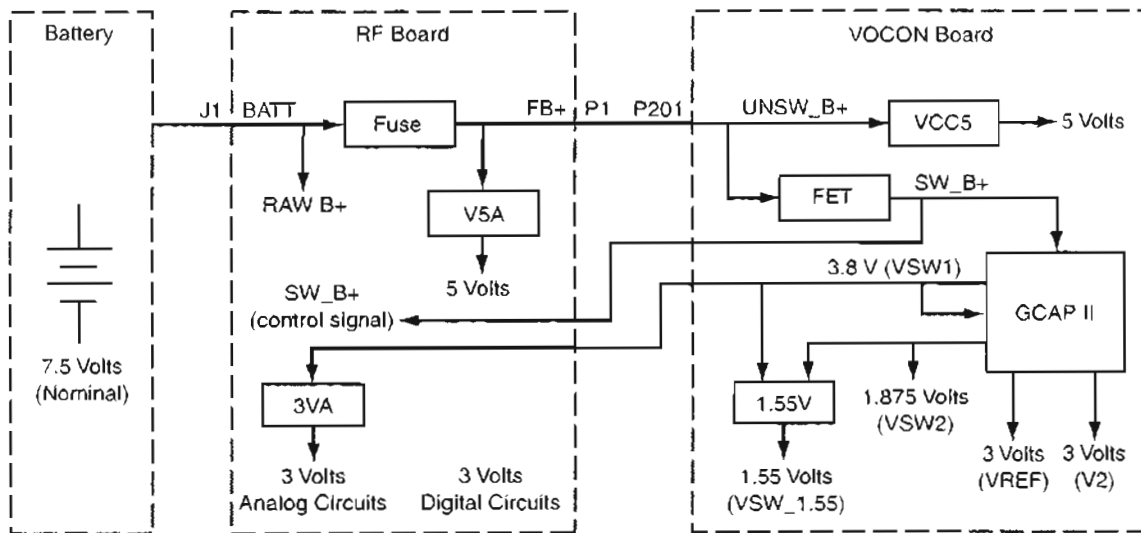 Battery
RF Board
VOCON Board
J1
BATT
Fuse
FB+
P1
P201
UNSW_B+
VCC5
5 Volts
RAW B+
V5A
FET
SW_B+
5 Volts
3.8 V (VSW1)
SW_B+
(control signal)
GCAP II
7.5 Volts
(Nominal)
3VA
1.55V
1.875 Volts
(VSW2)
3 Volts
Analog Circuits
3 Volts
Digital Circuits
1.55 Volts
(VSW_1.55)
3 Volts
(VREF)
3 Volts
(V2)